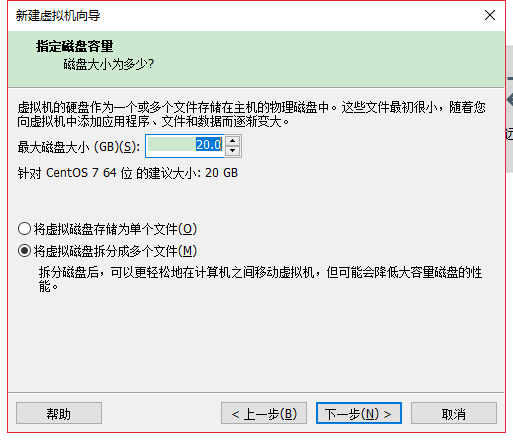 新建虚拟机向导
指定磁盘容量
磁盘大小为多少?
虚拟机的硬盘作为一个或多个文件存储在主机的物理磁盘中。这些文件最初很小，随着您
向虚拟机中添加应用程序、文件和数据而逐渐变大。
最大磁盘大小 (GB)(S): 20.0
针对 CentOS 7 64 位 的建议大小: 20 GB
将虚拟磁盘存储为单个文件(O)
将虚拟磁盘拆分成多个文件(M)
拆分磁盘后，可以更轻松地在计算机之间移动虚拟机，但可能会降低大容量磁盘的性
能。
帮助 < 上一步(B) 下一步(N) > 取消